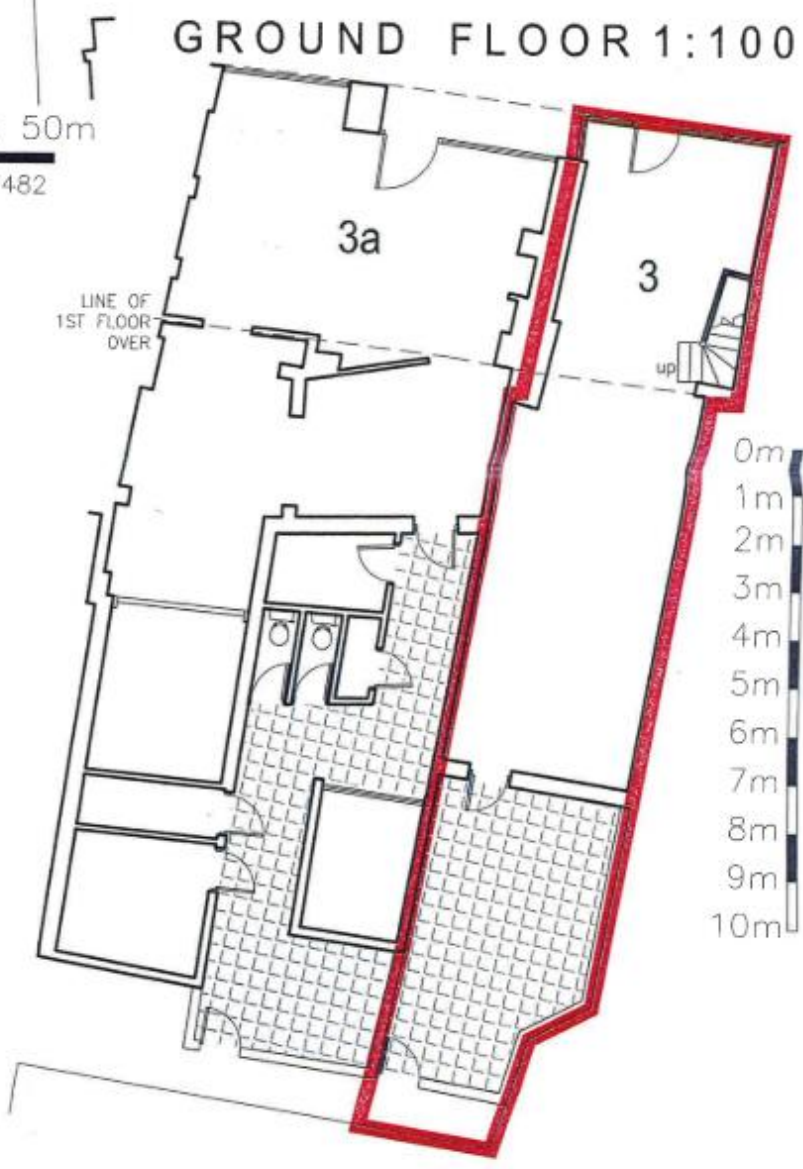 GROUND FLOOR 1:100
50m
482
3a
3
LINE OF
1ST FLOOR
OVER
up
0m
1m
2m
3m
4m
5m
6m
7m
8m
9m
10m